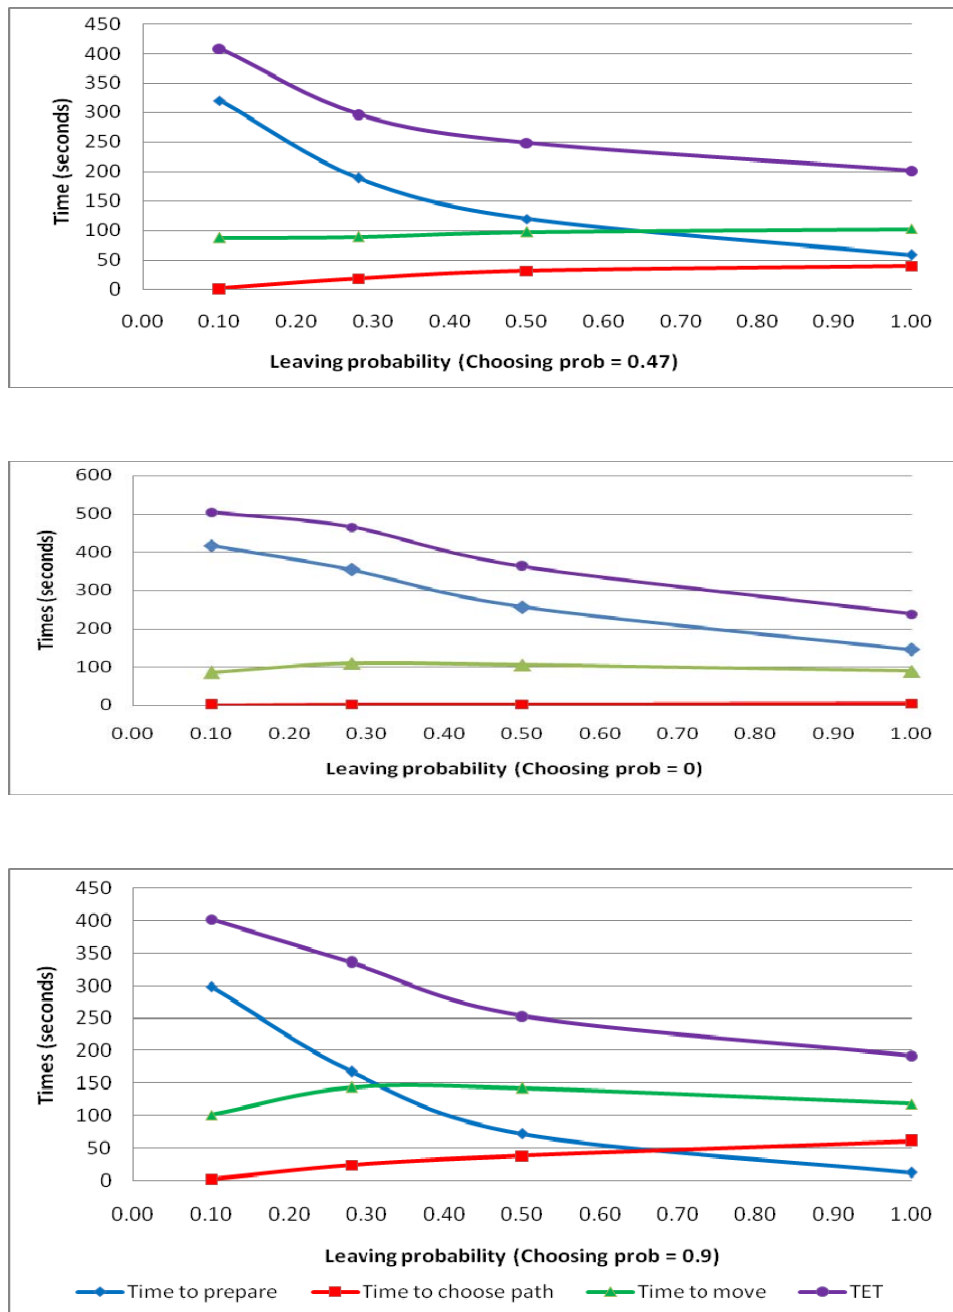 450
400
350
300
250
200
150
100
50
0
Time (seconds)
0.00 0.10 0.20 0.30 0.40 0.50 0.60 0.70 0.80 0.90 1.00
Leaving probability (Choosing prob = 0.47)
600
500
400
300
200
100
0
Times (seconds)
0.00 0.10 0.20 0.30 0.40 0.50 0.60 0.70 0.80 0.90 1.00
Leaving probability (Choosing prob = 0)
450
400
350
300
250
200
150
100
50
0
Times (seconds)
0.00 0.10 0.20 0.30 0.40 0.50 0.60 0.70 0.80 0.90 1.00
Leaving probability (Choosing prob = 0.9)
Time to prepare Time to choose path Time to move TET